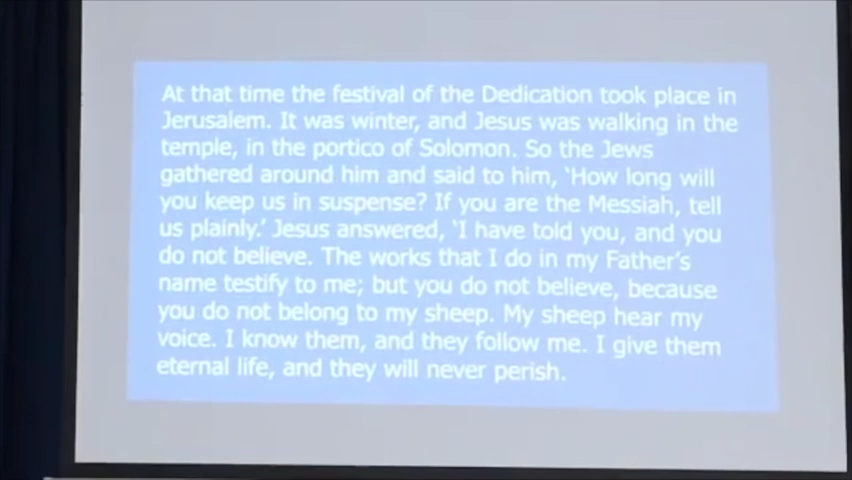 At that time the festival of the Dedication took place in
Jerusalem. It was winter, and Jesus was walking in the
temple, in the portico of Solomon. So the Jews
gathered around him and said to him, ‘How long will
you keep us in suspense? If you are the Messiah, tell
us plainly.’ Jesus answered, ‘I have told you, and you
do not believe. The works that I do in my Father’s
name testify to me; but you do not believe, because
you do not belong to my sheep. My sheep hear my
voice. I know them, and they follow me. I give them
eternal life, and they will never perish.